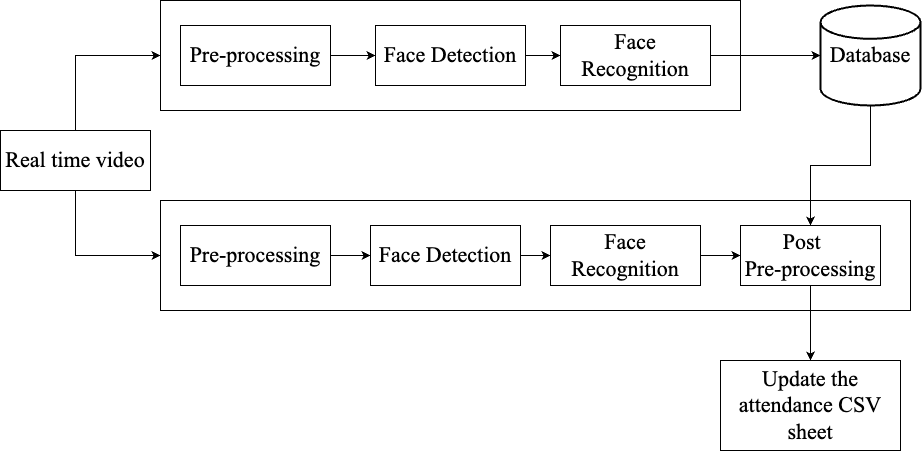 Pre-processing
Face Detection
Face
Recognition
Database
Real time video
Pre-processing
Face Detection
Face
Recognition
Post
Pre-processing
Update the
attendance CSV
sheet